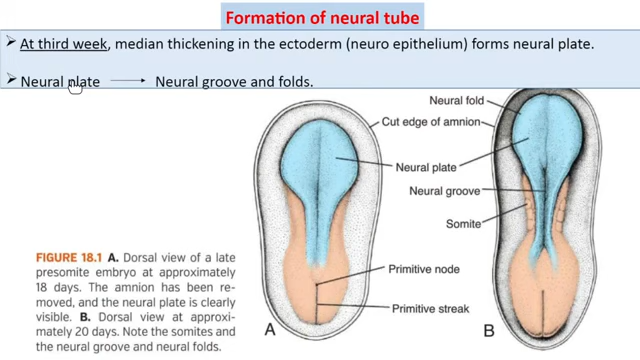 Formation of neural tube
➢ At third week, median thickening in the ectoderm (neuro epithelium) forms neural plate.
➢ Neural plate ⟶ Neural groove and folds.
Neural fold
Cut edge of amnion
Neural plate
Neural groove
Somite
Primitive node
Primitive streak
A
B
FIGURE 18.1 A. Dorsal view of a late
presomite embryo at approximately
18 days. The amnion has been re-
moved, and the neural plate is clearly
visible. B. Dorsal view at approxi-
mately 20 days. Note the somites and
the neural groove and neural folds.